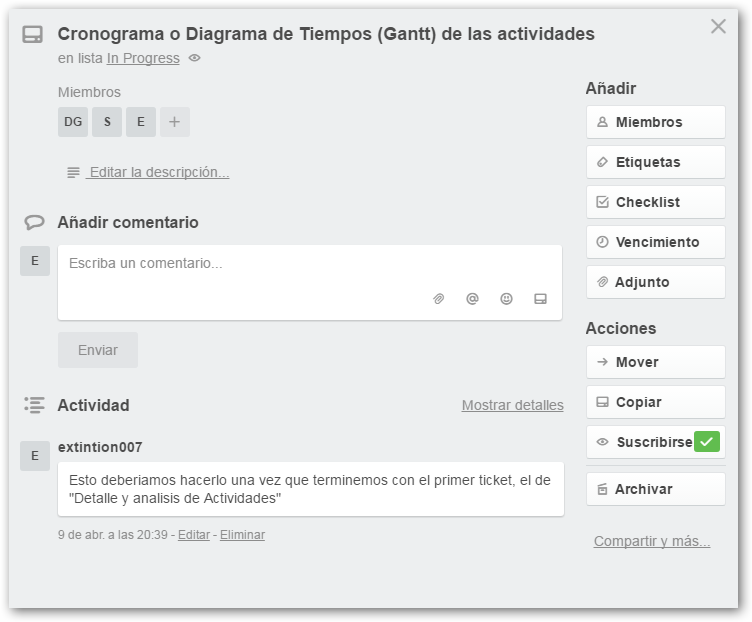 Cronograma o Diagrama de Tiempos (Gantt) de las actividades
en lista In Progress
Miembros
DG S E +
Editar la descripción...
Añadir comentario
E
Escriba un comentario...
Enviar
Actividad
Mostrar detalles
E
extintion007
Esto deberiamos hacerlo una vez que terminemos con el primer ticket, el de
"Detalle y analisis de Actividades"
9 de abr. a las 20:39 - Editar - Eliminar
Añadir
Miembros
Etiquetas
Checklist
Vencimiento
Adjunto
Acciones
Mover
Copiar
Suscribirse
Archivar
Compartir y más...